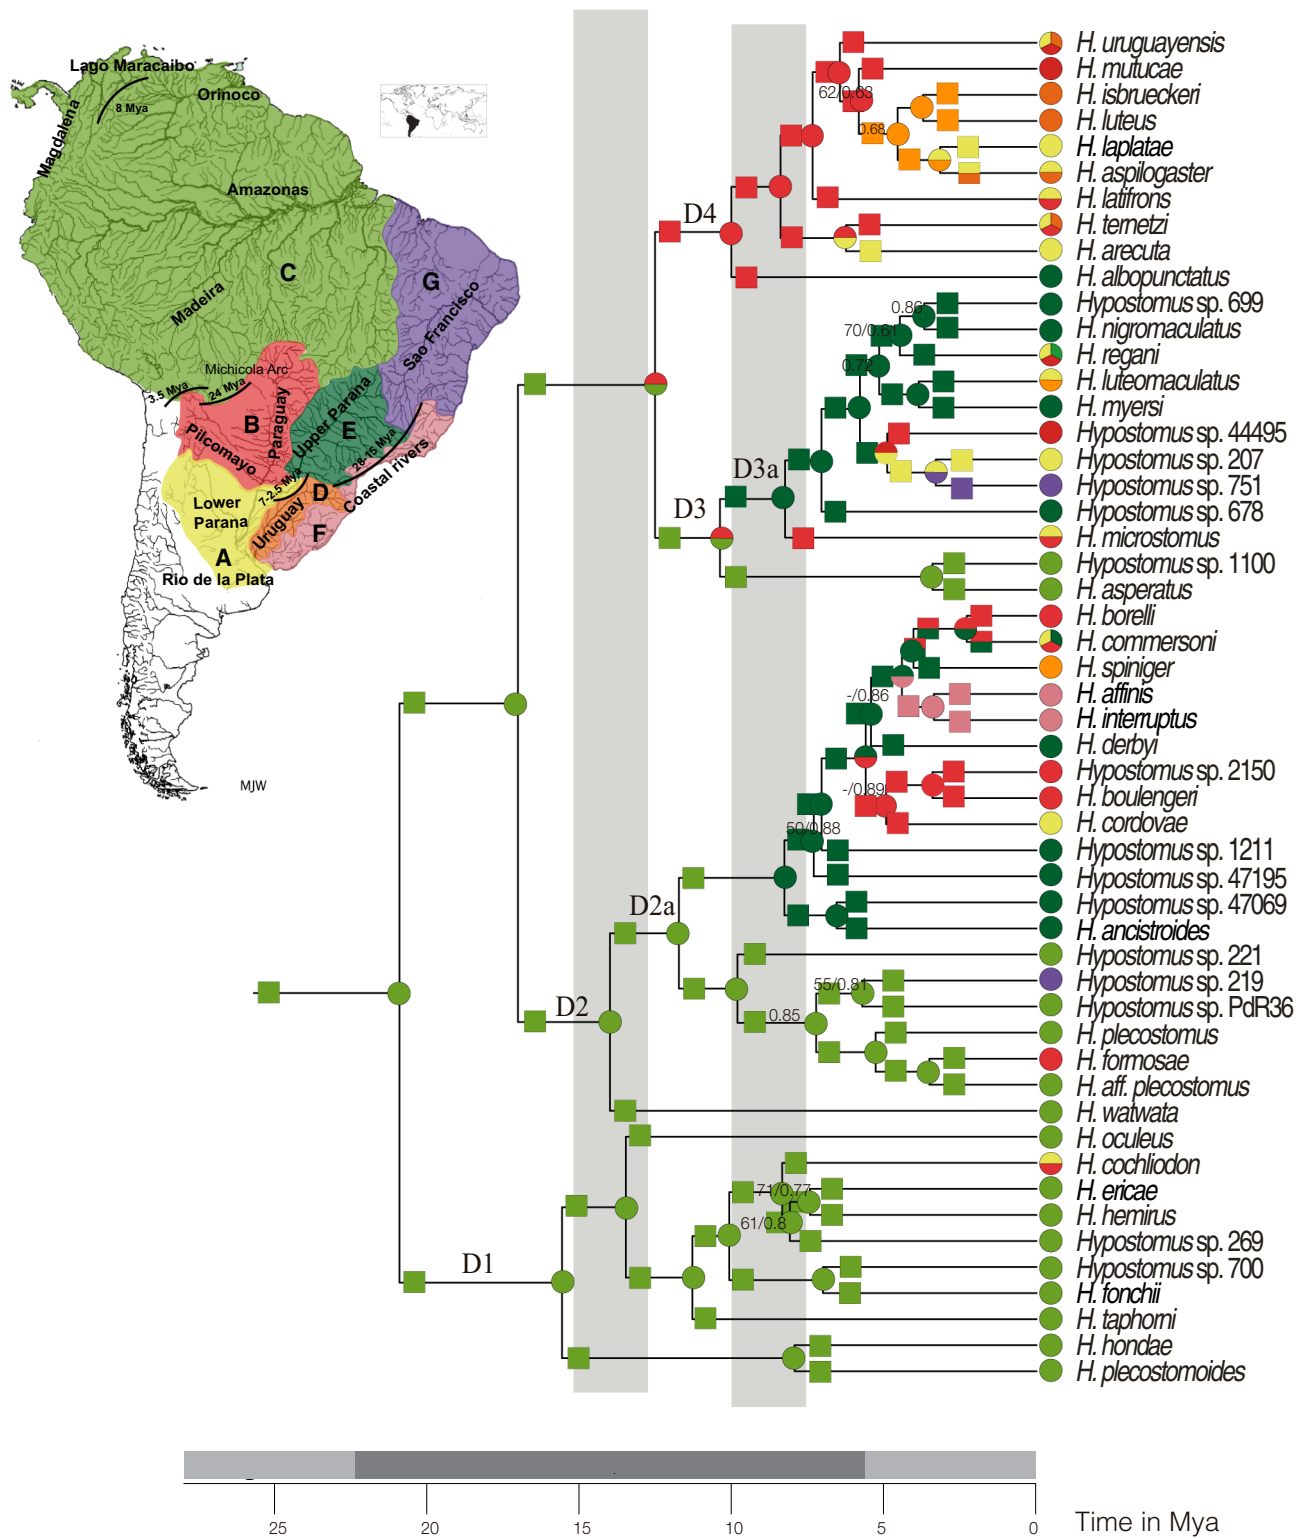 Lago Maracaibo
Orinoco
8 Mya
Magdalena
Amazonas
C
G
Madeira
Sao Francisco
Michicola Arc
3.5 Mya
24 Mya
B
Paraguay
Upper Parana
E
Pilcomayo
28-15 Mya
Coastal rivers
7-2.5 Mya
Lower
Parana
D
Uruguay
F
A
Rio de la Plata
MJW
H. uruguayensis
H. mutucae
62/0.63
H. isbrueckeri
H. luteus
0.68
H. laplatae
H. aspilogaster
H. latifrons
D4
H. ternetzi
H. arecuta
H. albopunctatus
Hypostomus sp. 699
0.86
H. nigromaculatus
70/0.61
H. regani
0.72
H. luteomaculatus
H. myersi
Hypostomus sp. 44495
D3a
Hypostomus sp. 207
Hypostomus sp. 751
Hypostomus sp. 678
D3
H. microstomus
Hypostomus sp. 1100
H. asperatus
H. borelli
H. commersoni
H. spiniger
-/0.86
H. affinis
H. interruptus
H. derbyi
Hypostomus sp. 2150
-/0.89
H. boulengeri
H. cordovae
50/0.88
Hypostomus sp. 1211
Hypostomus sp. 47195
D2a
Hypostomus sp. 47069
H. ancistroides
Hypostomus sp. 221
55/0.81
Hypostomus sp. 219
D2
0.85
Hypostomus sp. PdR36
H. plecostomus
H. formosae
H. aff. plecostomus
H. watwata
H. oculeus
H. cochliodon
71/0.77
H. ericae
61/0.8
H. hemirus
Hypostomus sp. 269
D1
Hypostomus sp. 700
H. fonchii
H. taphorni
H. hondae
H. plecostomoides
25
20
15
10
5
0
Time in Mya